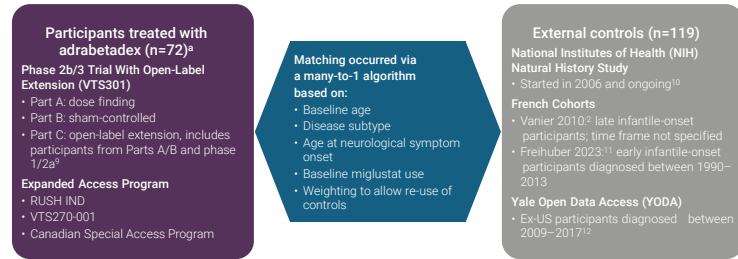 Participants treated with
adrabetadex (n=72)a
Phase 2b/3 Trial With Open-Label
Extension (VTS301)
• Part A: dose finding
• Part B: sham-controlled
• Part C: open-label extension, includes
participants from Parts A/B and phase
1/2a9
Expanded Access Program
• RUSH IND
• VTS270-001
• Canadian Special Access Program
Matching occurred via
a many-to-1 algorithm
based on:
• Baseline age
• Disease subtype
• Age at neurological symptom
onset
• Baseline miglustat use
• Weighting to allow re-use of
controls
External controls (n=119)
National Institutes of Health (NIH)
Natural History Study
• Started in 2006 and ongoing10
French Cohorts
• Vanier 2010:2 late infantile-onset
participants; time frame not specified
• Freihuber 2023:11 early infantile-onset
participants diagnosed between 1990–
2013
Yale Open Data Access (YODA)
• Ex-US participants diagnosed between
2009–201712